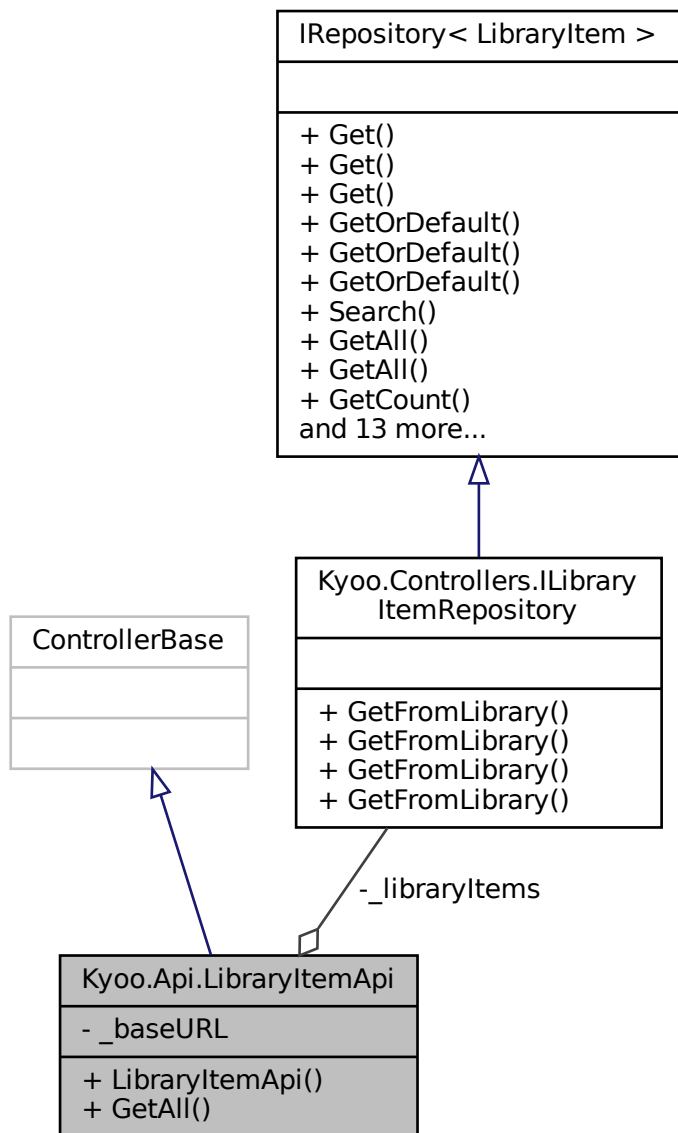 IRepository< LibraryItem >
+ Get()
+ Get()
+ Get()
+ GetOrDefault()
+ GetOrDefault()
+ GetOrDefault()
+ Search()
+ GetAll()
+ GetAll()
+ GetCount()
and 13 more...
Kyoo.Controllers.ILibrary
ItemRepository
+ GetFromLibrary()
+ GetFromLibrary()
+ GetFromLibrary()
+ GetFromLibrary()
ControllerBase
-_libraryItems
Kyoo.Api.LibraryItemApi
- _baseURL
+ LibraryItemApi()
+ GetAll()